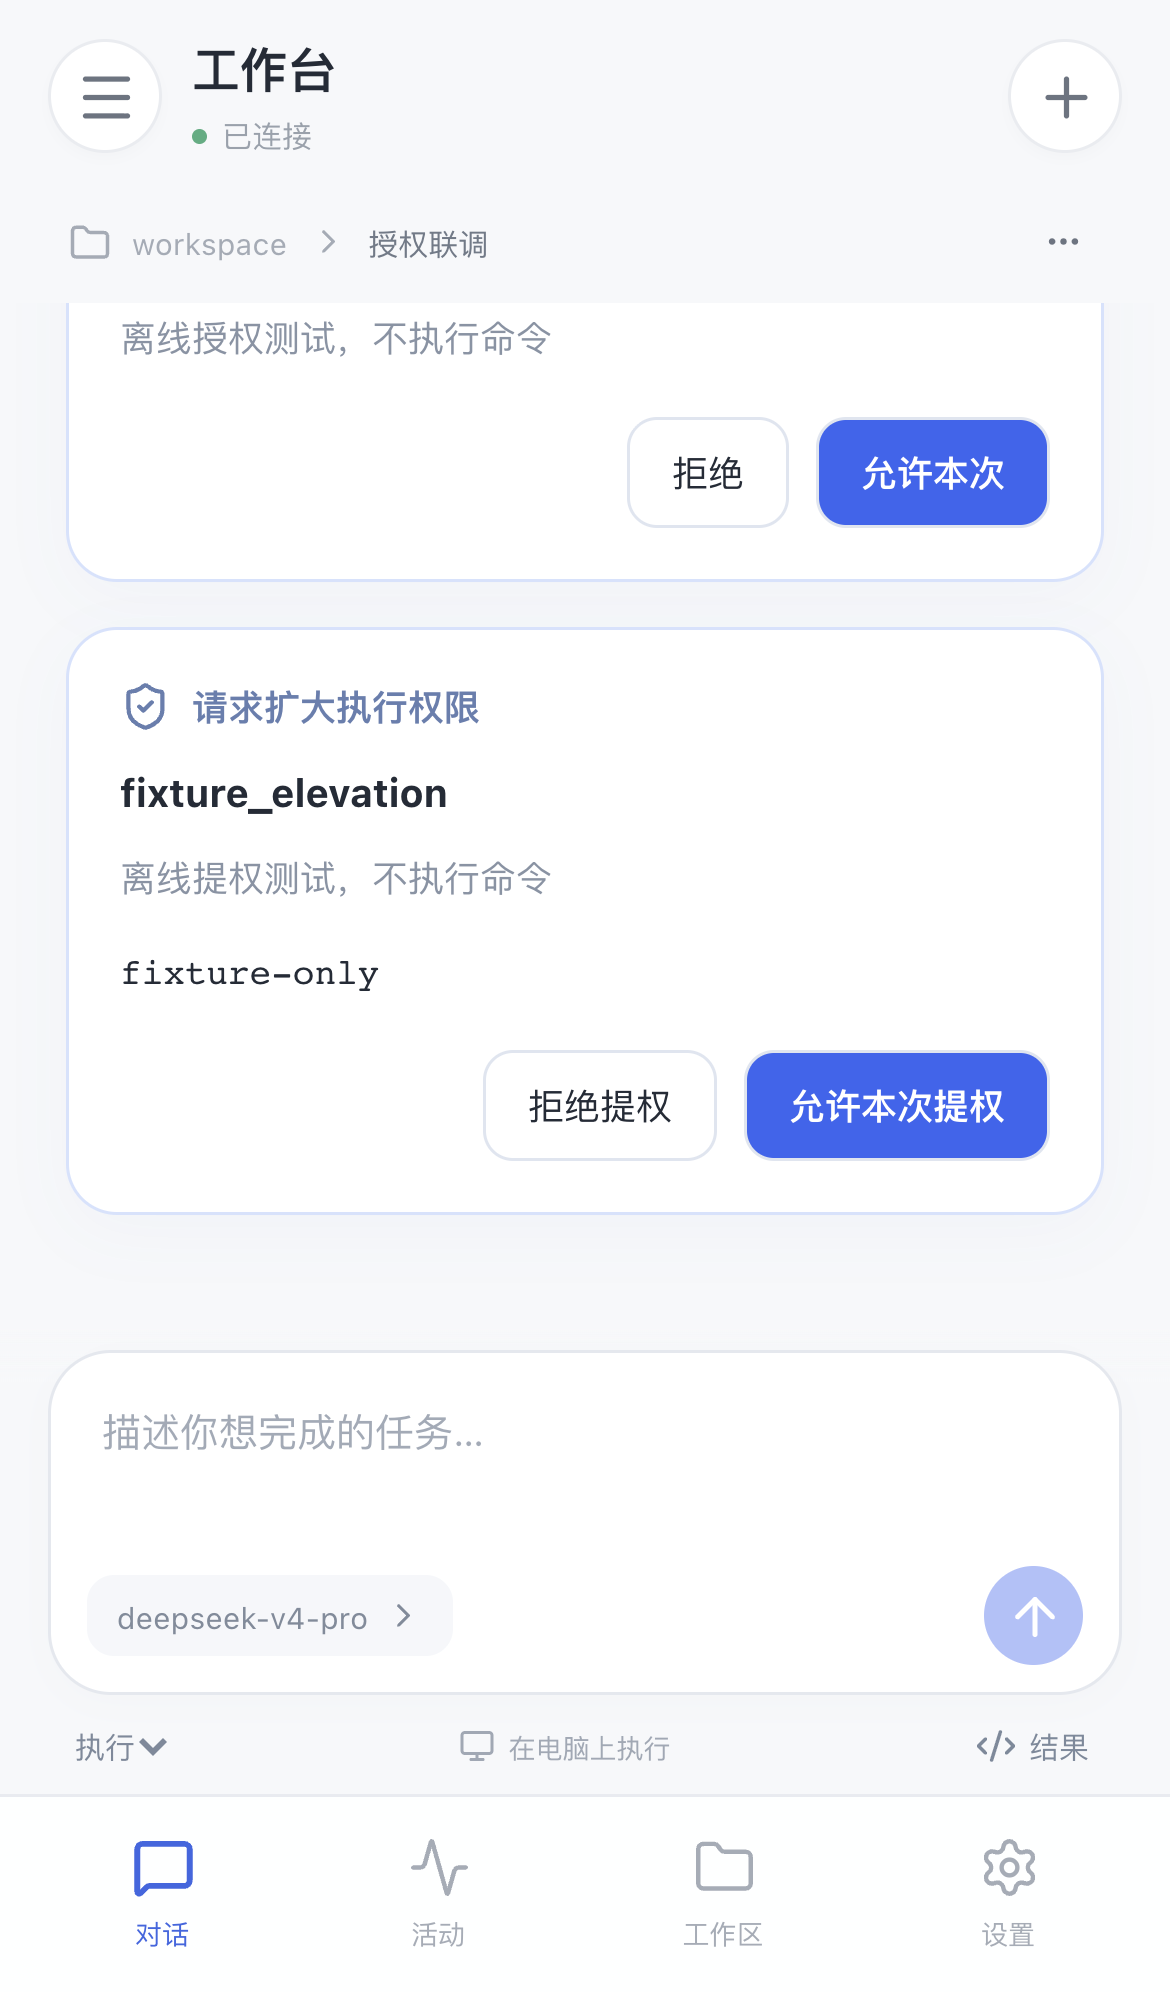 工作台
已连接
workspace > 授权联调 ...
离线授权测试，不执行命令
拒绝 允许本次
请求扩大执行权限
fixture_elevation
离线提权测试，不执行命令
fixture-only
拒绝提权 允许本次提权
描述你想完成的任务...
deepseek-v4-pro >
执行 在电脑上执行 </> 结果
对话 活动 工作区 设置